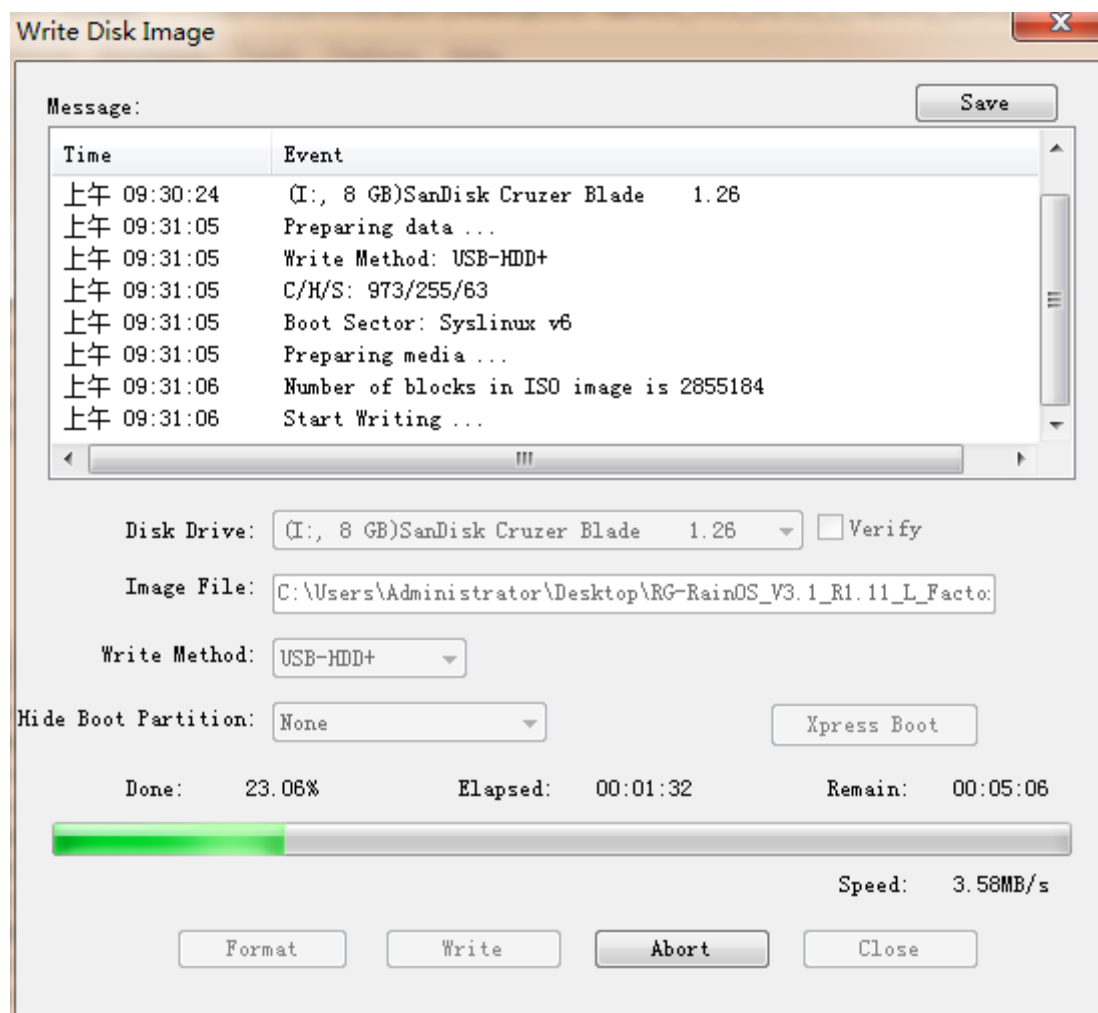 Write Disk Image
Message: Save
Time Event
上午 09:30:24 (I:, 8 GB)SanDisk Cruzer Blade 1.26
上午 09:31:05 Preparing data ...
上午 09:31:05 Write Method: USB-HDD+
上午 09:31:05 C/H/S: 973/255/63
上午 09:31:05 Boot Sector: Syslinux v6
上午 09:31:05 Preparing media ...
上午 09:31:06 Number of blocks in ISO image is 2855184
上午 09:31:06 Start Writing ...
Disk Drive: (I:, 8 GB)SanDisk Cruzer Blade 1.26 Verify
Image File: C:\Users\Administrator\Desktop\RG-RainOS_V3.1_R1.11_L_Facto
Write Method: USB-HDD+
Hide Boot Partition: None Xpress Boot
Done: 23.06% Elapsed: 00:01:32 Remain: 00:05:06
Speed: 3.58MB/s
Format Write Abort Close